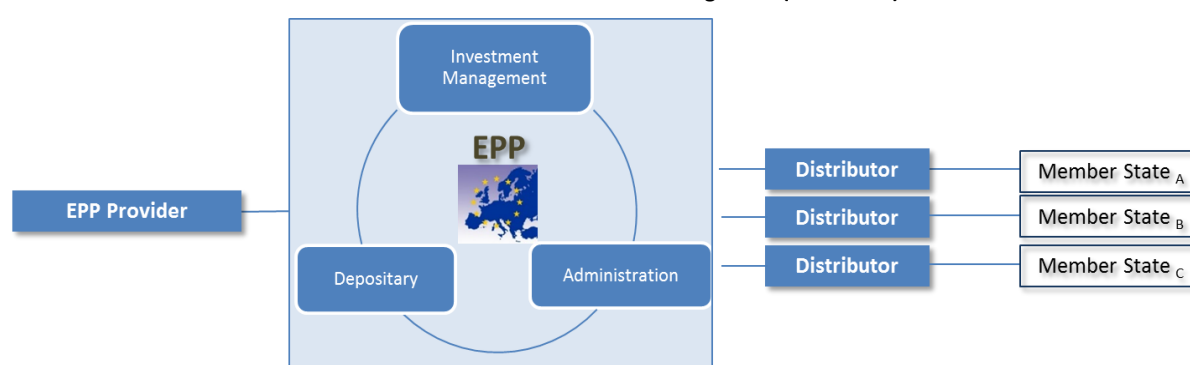 Investment
Management
EPP
EPP Provider
Depositary
Administration
Distributor
Member State A
Distributor
Member State B
Distributor
Member State C